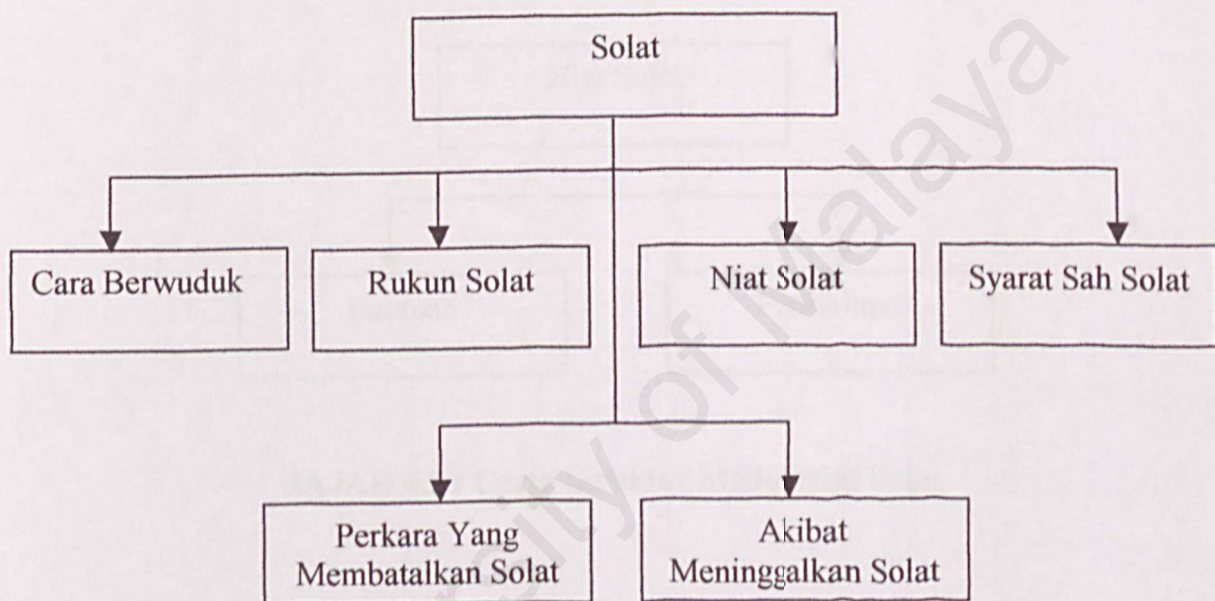 Solat
Cara Berwuduk
Rukun Solat
Niat Solat
Syarat Sah Solat
Perkara Yang
Membatalkan Solat
Akibat
Meninggalkan Solat